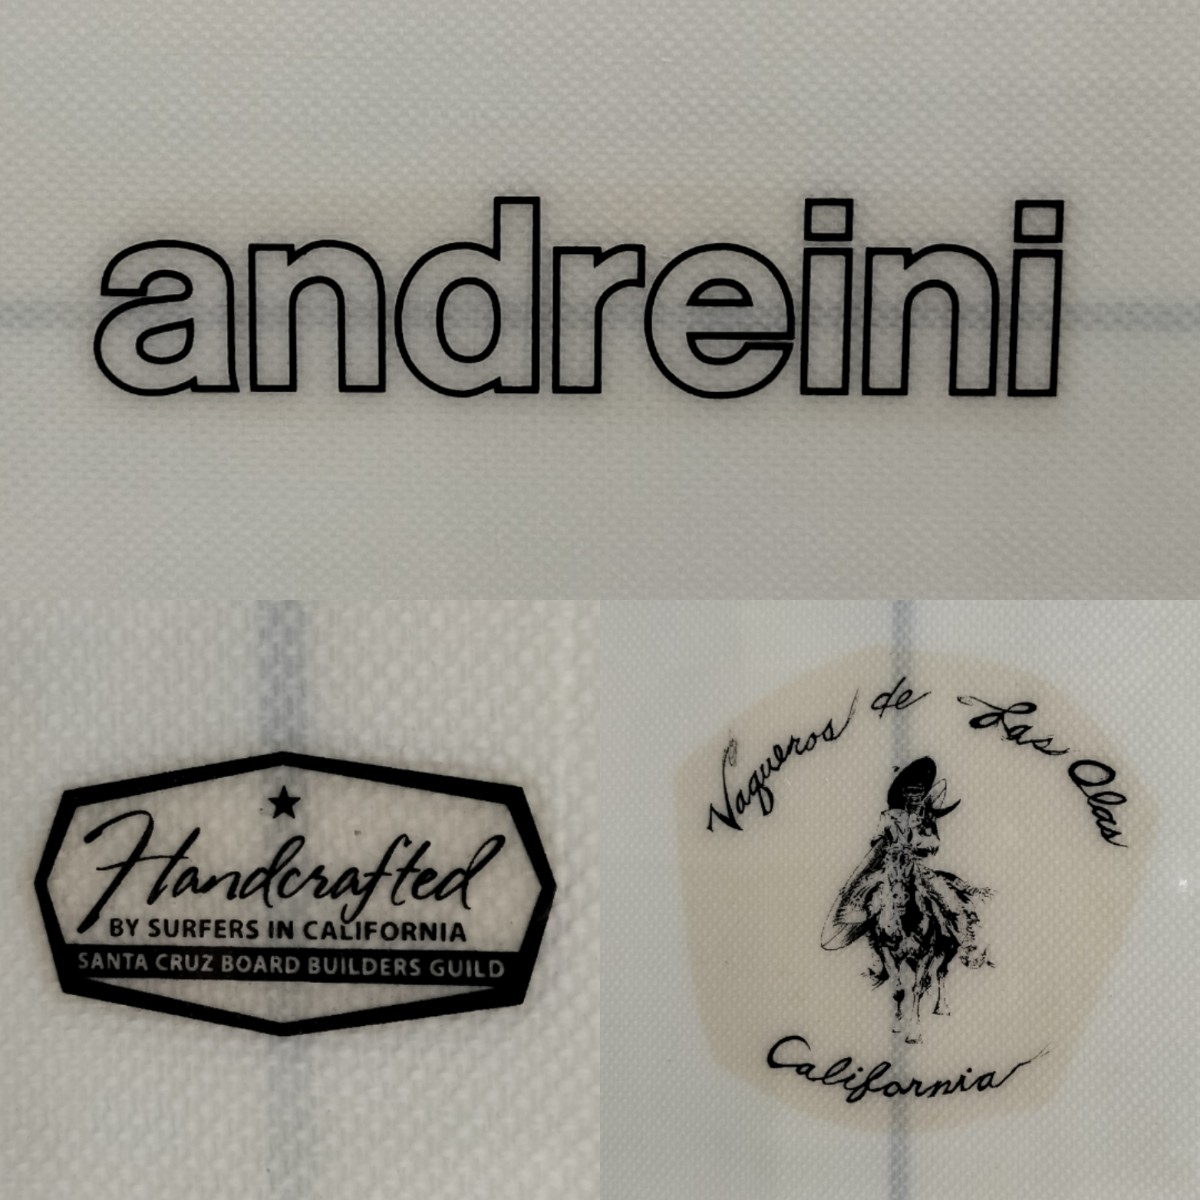 andreini
Handcrafted
BY SURFERS IN CALIFORNIA
SANTA CRUZ BOARD BUILDERS GUILD
Vaqueros de Las Olas
California